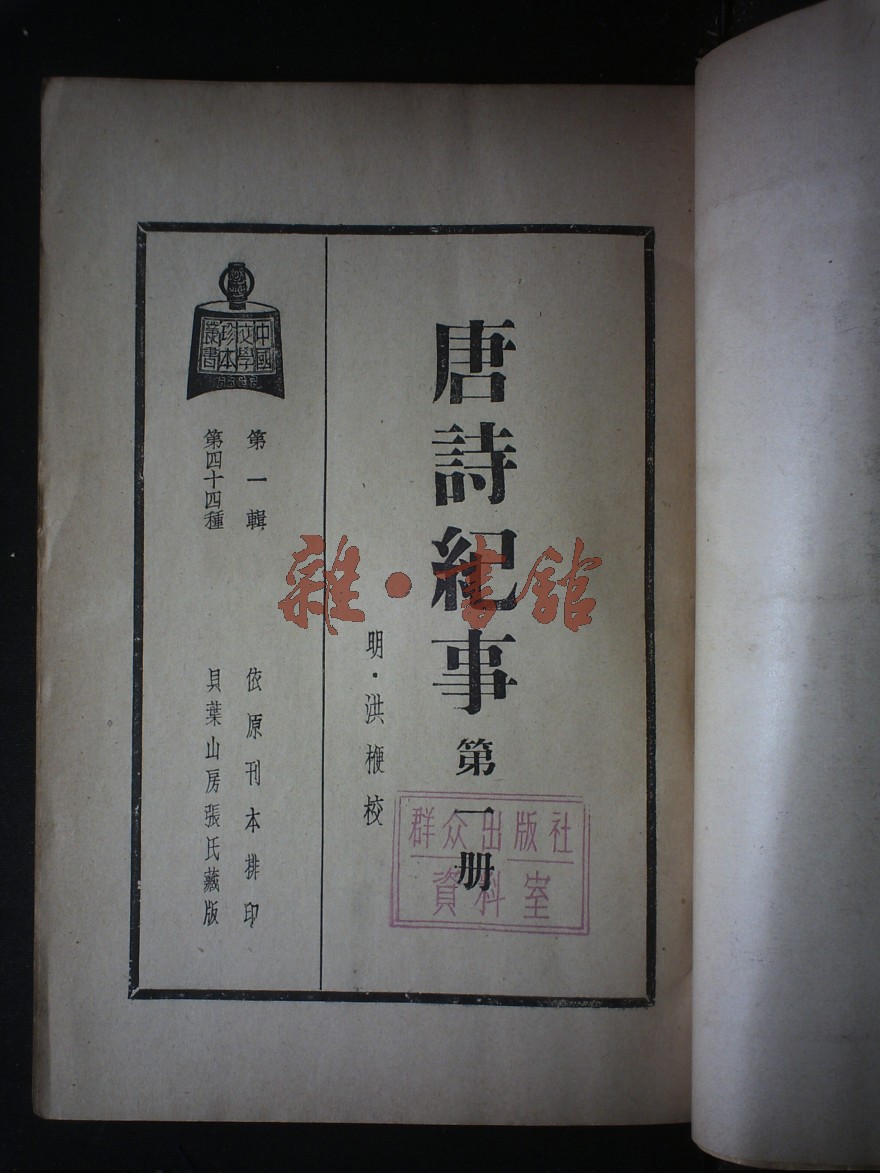 唐詩紀事 第一册
明·洪楩校
中國
文學
珍本
叢書
第一輯
第四十四種
依原刊本排印
貝葉山房張氏藏版
群众出版社
資料室
雜·書館